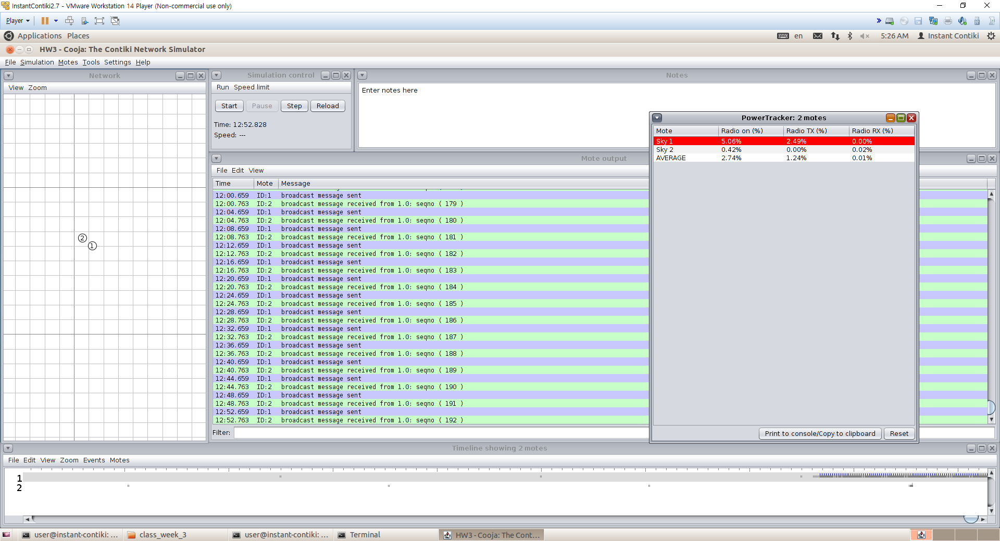 InstantContiki2.7 - VMware Workstation 14 Player (Non-commercial use only)
Player
Applications Places
en 5:26 AM Instant Contiki
HW3 - Cooja: The Contiki Network Simulator
File Simulation Motes Tools Settings Help
Network
View Zoom
2
1
Simulation control
Run Speed limit
Start Pause Step Reload
Time: 12:52.828
Speed: ---
Notes
Enter notes here
Mote output
File Edit View
Time Mote Message
12:00.659 ID:1 broadcast message sent
12:00.763 ID:2 broadcast message received from 1.0: seqno ( 179 )
12:04.659 ID:1 broadcast message sent
12:04.763 ID:2 broadcast message received from 1.0: seqno ( 180 )
12:08.659 ID:1 broadcast message sent
12:08.763 ID:2 broadcast message received from 1.0: seqno ( 181 )
12:12.659 ID:1 broadcast message sent
12:12.763 ID:2 broadcast message received from 1.0: seqno ( 182 )
12:16.659 ID:1 broadcast message sent
12:16.763 ID:2 broadcast message received from 1.0: seqno ( 183 )
12:20.659 ID:1 broadcast message sent
12:20.763 ID:2 broadcast message received from 1.0: seqno ( 184 )
12:24.659 ID:1 broadcast message sent
12:24.763 ID:2 broadcast message received from 1.0: seqno ( 185 )
12:28.659 ID:1 broadcast message sent
12:28.763 ID:2 broadcast message received from 1.0: seqno ( 186 )
12:32.659 ID:1 broadcast message sent
12:32.763 ID:2 broadcast message received from 1.0: seqno ( 187 )
12:36.659 ID:1 broadcast message sent
12:36.763 ID:2 broadcast message received from 1.0: seqno ( 188 )
12:40.659 ID:1 broadcast message sent
12:40.763 ID:2 broadcast message received from 1.0: seqno ( 189 )
12:44.659 ID:1 broadcast message sent
12:44.763 ID:2 broadcast message received from 1.0: seqno ( 190 )
12:48.659 ID:1 broadcast message sent
12:48.763 ID:2 broadcast message received from 1.0: seqno ( 191 )
12:52.659 ID:1 broadcast message sent
12:52.763 ID:2 broadcast message received from 1.0: seqno ( 192 )
Filter:
PowerTracker: 2 motes
Mote Radio on (%) Radio TX (%) Radio RX (%)
Sky 1 5.06% 2.49% 0.00%
Sky 2 0.42% 0.00% 0.02%
AVERAGE 2.74% 1.24% 0.01%
Print to console/Copy to clipboard Reset
Timeline showing 2 motes
File Edit View Zoom Events Motes
1
2
user@instant-contiki: ... class_week_3 user@instant-contiki: ... Terminal HW3 - Cooja: The Cont...